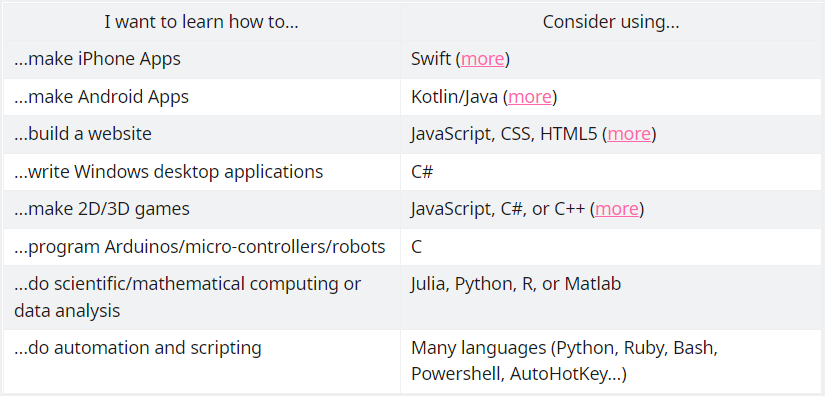 I want to learn how to...
Consider using...
...make iPhone Apps
Swift (more)
...make Android Apps
Kotlin/Java (more)
...build a website
JavaScript, CSS, HTML5 (more)
...write Windows desktop applications
C#
...make 2D/3D games
JavaScript, C#, or C++ (more)
...program Arduinos/micro-controllers/robots
C
...do scientific/mathematical computing or
data analysis
Julia, Python, R, or Matlab
...do automation and scripting
Many languages (Python, Ruby, Bash,
Powershell, AutoHotKey...)